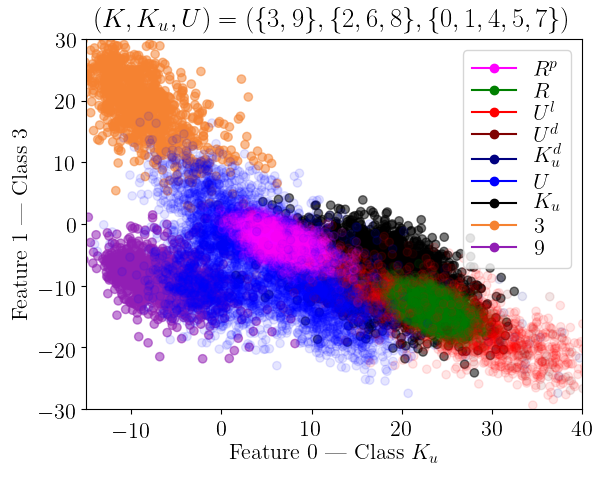 (K, K_u, U) = ({3, 9}, {2, 6, 8}, {0, 1, 4, 5, 7})
30
20
10
0
−10
−20
−30
Feature 1 — Class 3
−10
0
10
20
30
40
Feature 0 — Class K_u
R^p
R
U^l
U^d
K_u^d
U
K_u
3
9